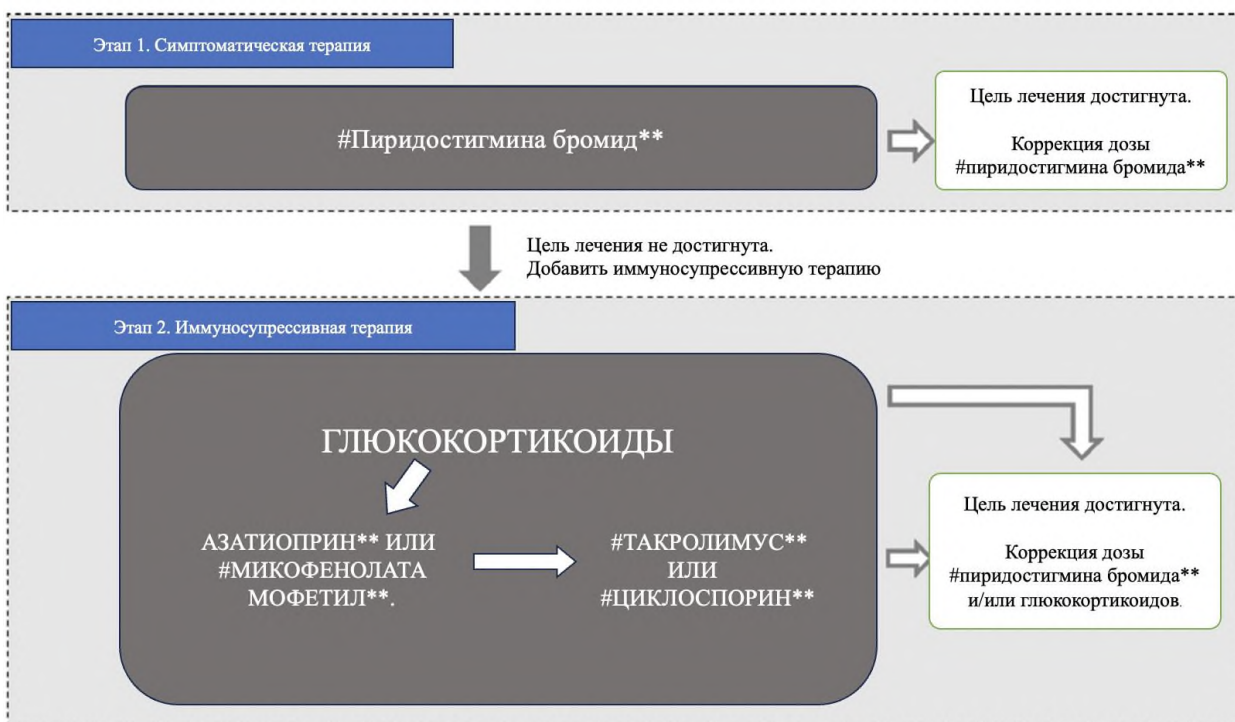 Этап 1. Симптоматическая терапия
#Пиридостигмина бромид**
Цель лечения достигнута.
Коррекция дозы
#пиридостигмина бромида**
Цель лечения не достигнута.
Добавить иммуносупрессивную терапию
Этап 2. Иммуносупрессивная терапия
ГЛЮКОКОРТИКОИДЫ
АЗАТИОПРИН** ИЛИ
#МИКОФЕНОЛАТА
МОФЕТИЛ**.
#ТАКРОЛИМУС**
ИЛИ
#ЦИКЛОСПОРИН**
Цель лечения достигнута.
Коррекция дозы
#пиридостигмина бромида**
и/или глюкокортикоидов.